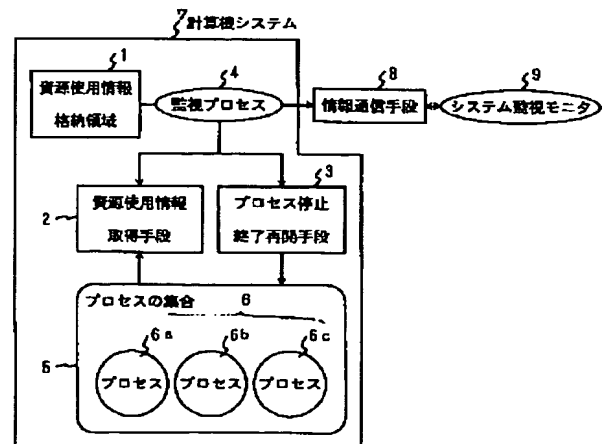 7 計算機システム
1
資源使用情報
格納領域
4
監視プロセス
8
情報通信手段
9
システム監視モニタ
2
資源使用情報
取得手段
3
プロセス停止
終了再開手段
プロセスの集合 6
5
6a
プロセス
6b
プロセス
6c
プロセス